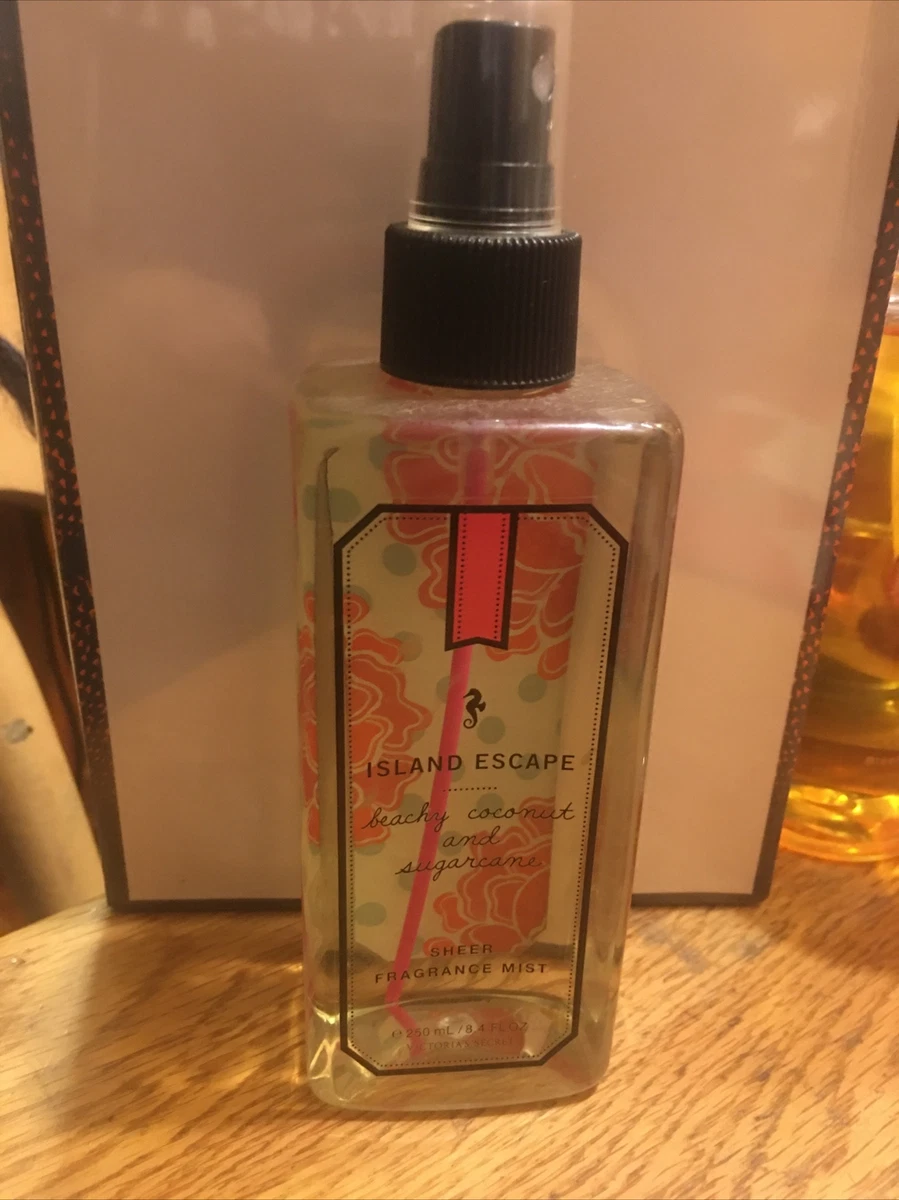 ISLAND ESCAPE
beachy coconut
and
sugarcane
SHEER
FRAGRANCE MIST
℮ 250 mL / 8.4 FL OZ
VICTORIA'S SECRET